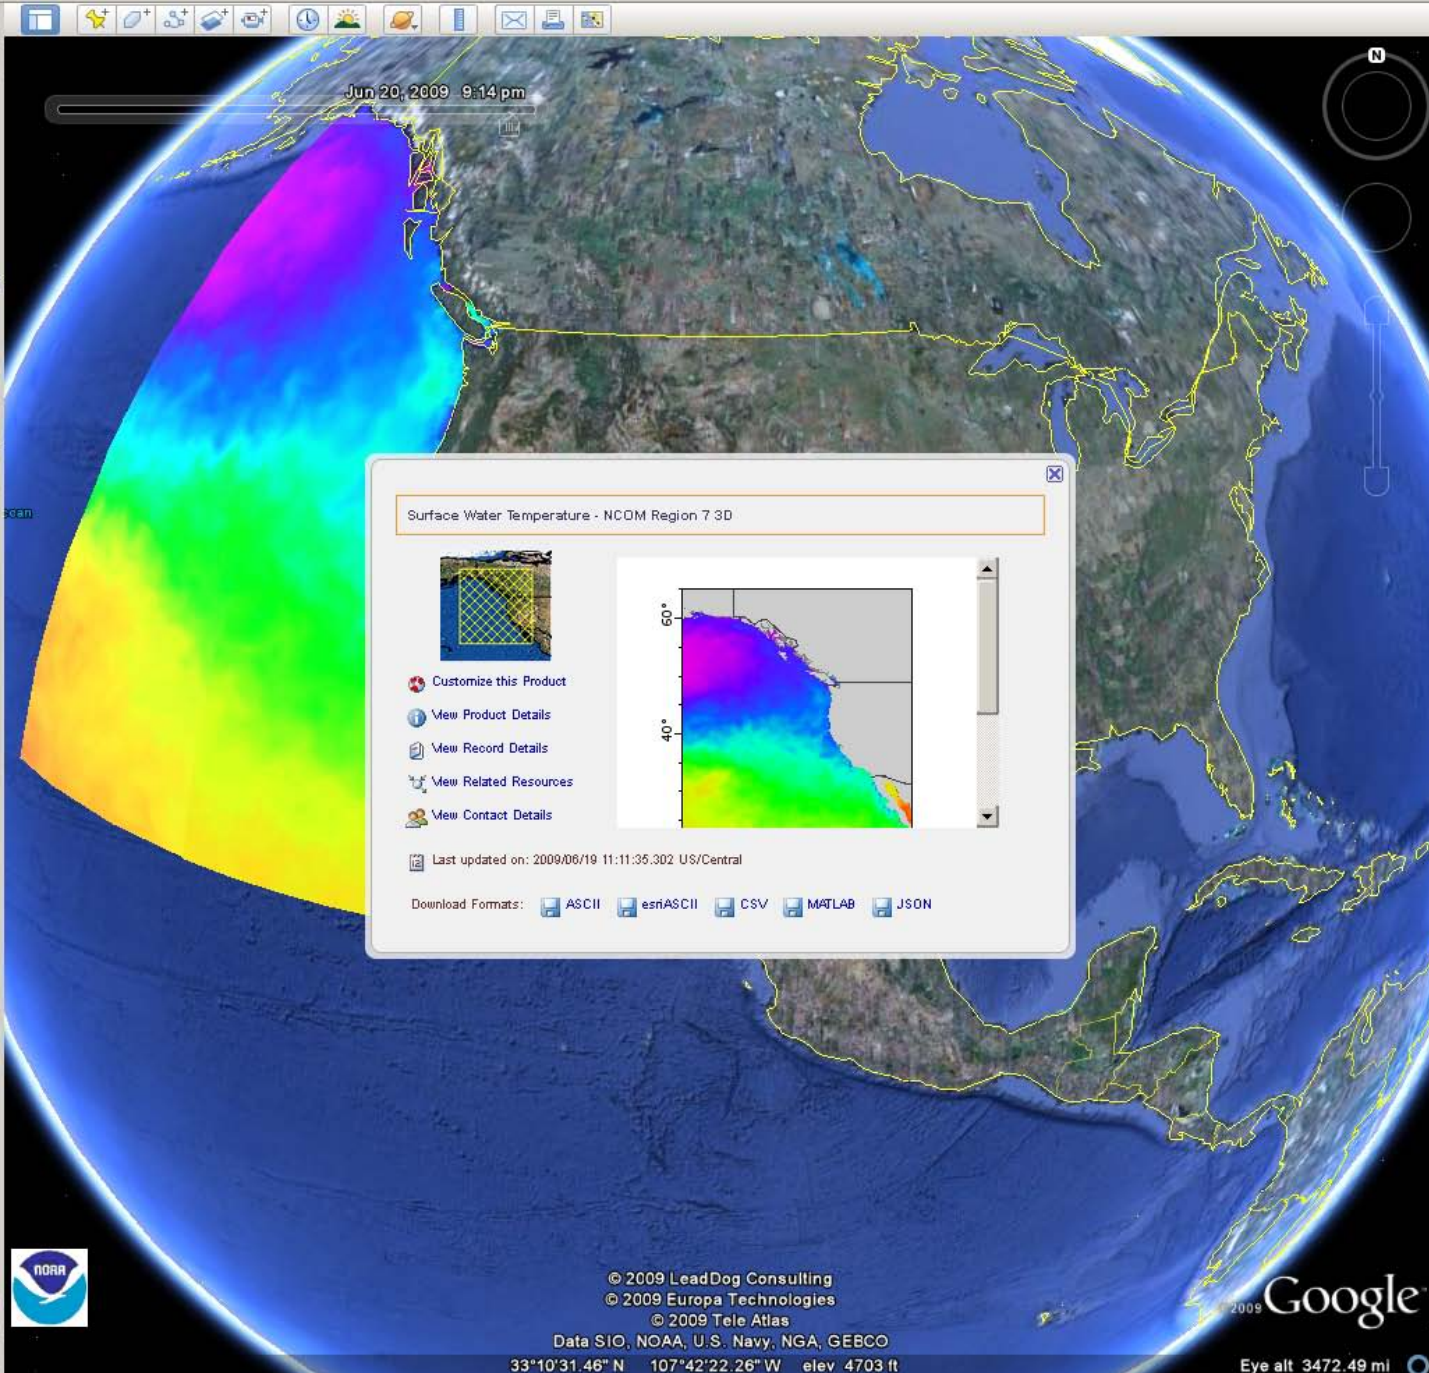 N
Jun 20, 2009 9:14 pm
cean
Surface Water Temperature - NCOM Region 7 3D
60°
40°
Customize this Product
View Product Details
View Record Details
View Related Resources
View Contact Details
12
Last updated on: 2009/06/19 11:11:35.302 US/Central
Download Formats: ASCII esriASCII CSV MATLAB JSON
NOAA
© 2009 LeadDog Consulting
© 2009 Europa Technologies
© 2009 Tele Atlas
Data SIO, NOAA, U.S. Navy, NGA, GEBCO
©2009 Google
33°10'31.46" N 107°42'22.26" W elev 4703 ft
Eye alt 3472.49 mi